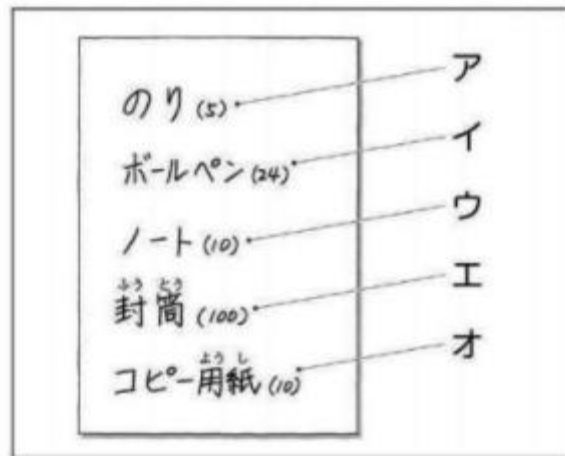 のり(5) ア
ボールペン(24) イ
ノート(10) ウ
ふう とう
封筒(100) エ
よう し
コピー用紙(10) オ